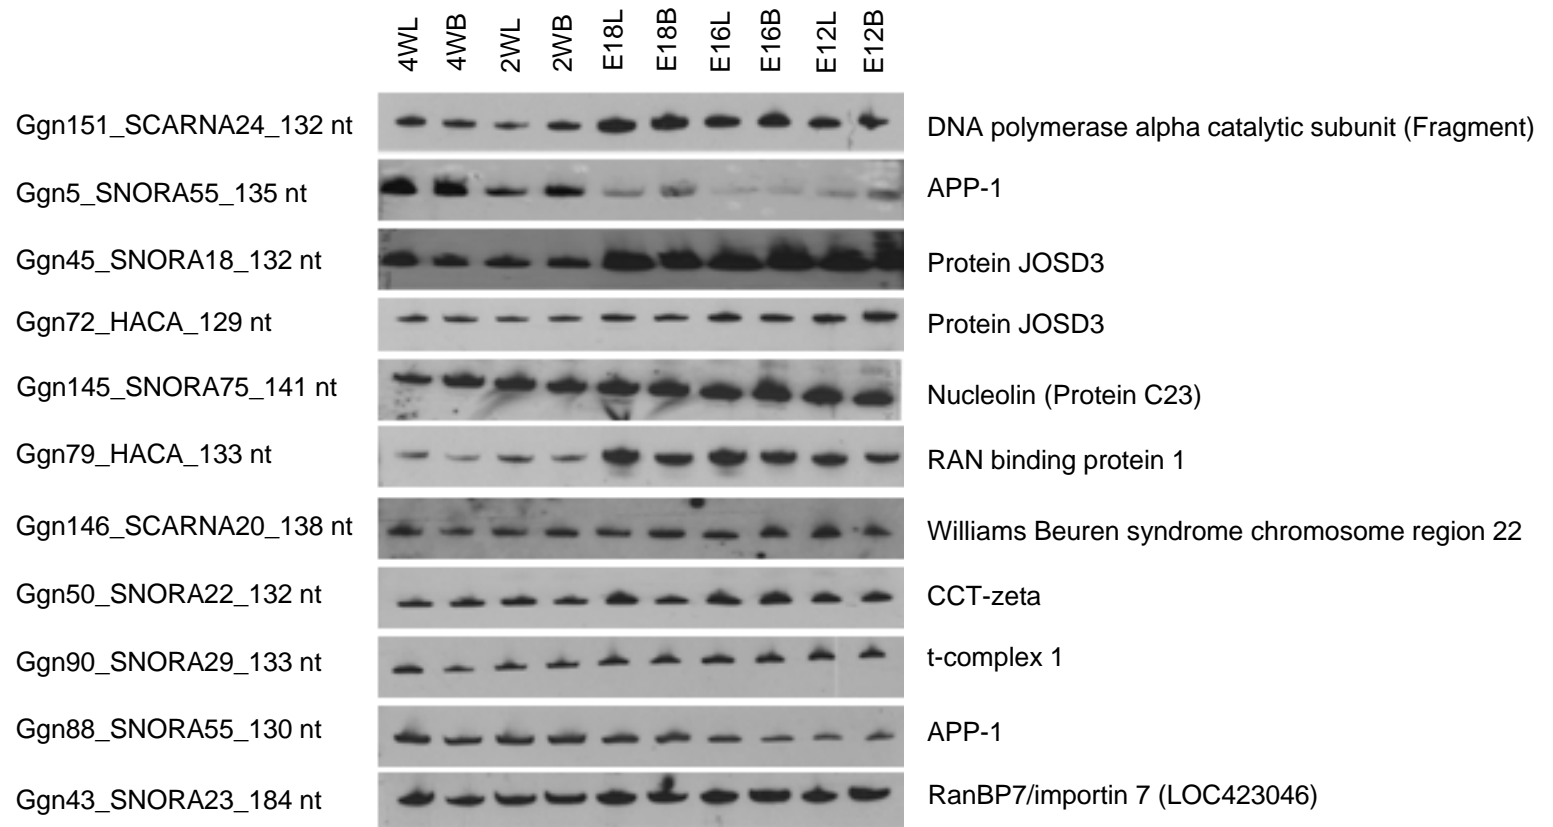 4WL 4WB 2WL 2WB E18L E18B E16L E16B E12L E12B
Ggn151_SCARNA24_132 nt DNA polymerase alpha catalytic subunit (Fragment)
Ggn5_SNORA55_135 nt APP-1
Ggn45_SNORA18_132 nt Protein JOSD3
Ggn72_HACA_129 nt Protein JOSD3
Ggn145_SNORA75_141 nt Nucleolin (Protein C23)
Ggn79_HACA_133 nt RAN binding protein 1
Ggn146_SCARNA20_138 nt Williams Beuren syndrome chromosome region 22
Ggn50_SNORA22_132 nt CCT-zeta
Ggn90_SNORA29_133 nt t-complex 1
Ggn88_SNORA55_130 nt APP-1
Ggn43_SNORA23_184 nt RanBP7/importin 7 (LOC423046)